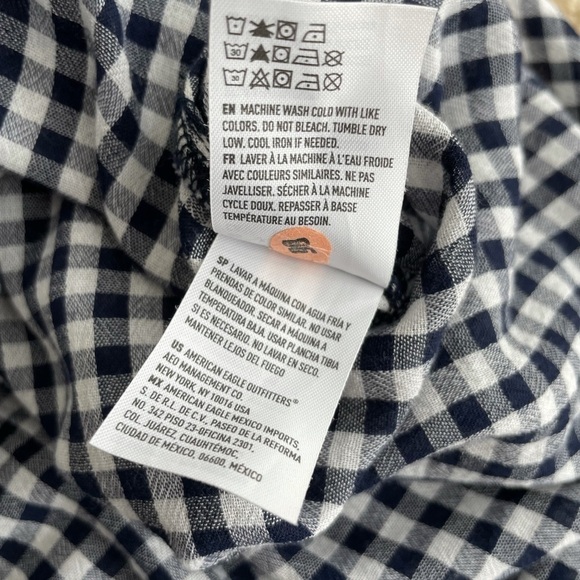 30
30
EN MACHINE WASH COLD WITH LIKE
COLORS. DO NOT BLEACH. TUMBLE DRY
LOW. COOL IRON IF NEEDED.
FR LAVER À LA MACHINE À L'EAU FROIDE
AVEC COULEURS SIMILAIRES. NE PAS
JAVELLISER. SÉCHER À LA MACHINE
CYCLE DOUX. REPASSER À BASSE
TEMPÉRATURE AU BESOIN.
SP LAVAR A MÁQUINA CON AGUA FRÍA Y
PRENDAS DE COLOR SIMILAR. NO USAR
BLANQUEADOR. SECAR A MÁQUINA A
TEMPERATURA BAJA. USAR PLANCHA TIBIA
SI ES NECESARIO. NO LAVAR EN SECO.
MANTENER LEJOS DEL FUEGO
US AMERICAN EAGLE OUTFITTERS®
AEO MANAGEMENT CO.
NEW YORK, NY 10016 USA
MX AMERICAN EAGLE MEXICO IMPORTS,
S. DE R.L. DE C.V.. PASEO DE LA REFORMA
NO. 342 PISO 23-OFICINA 2301,
COL. JUÁREZ, CUAUHTÉMOC,
CIUDAD DE MÉXICO, 06600, MÉXICO